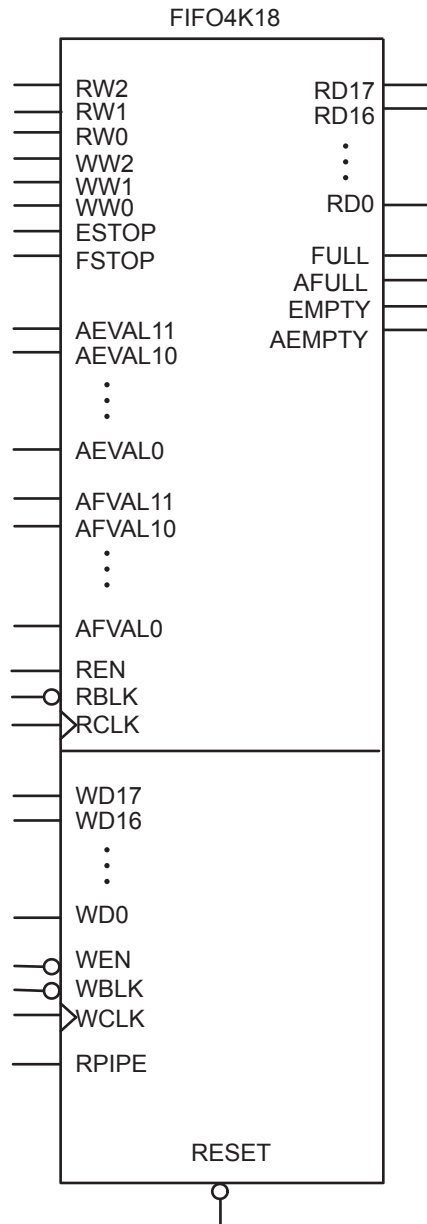 FIFO4K18
RW2
RW1
RW0
WW2
WW1
WW0
ESTOP
FSTOP
AEVAL11
AEVAL10
AEVAL0
AFVAL11
AFVAL10
AFVAL0
REN
RBLK
RCLK
WD17
WD16
WD0
WEN
WBLK
WCLK
RPIPE
RD17
RD16
RD0
FULL
AFULL
EMPTY
AEMPTY
RESET